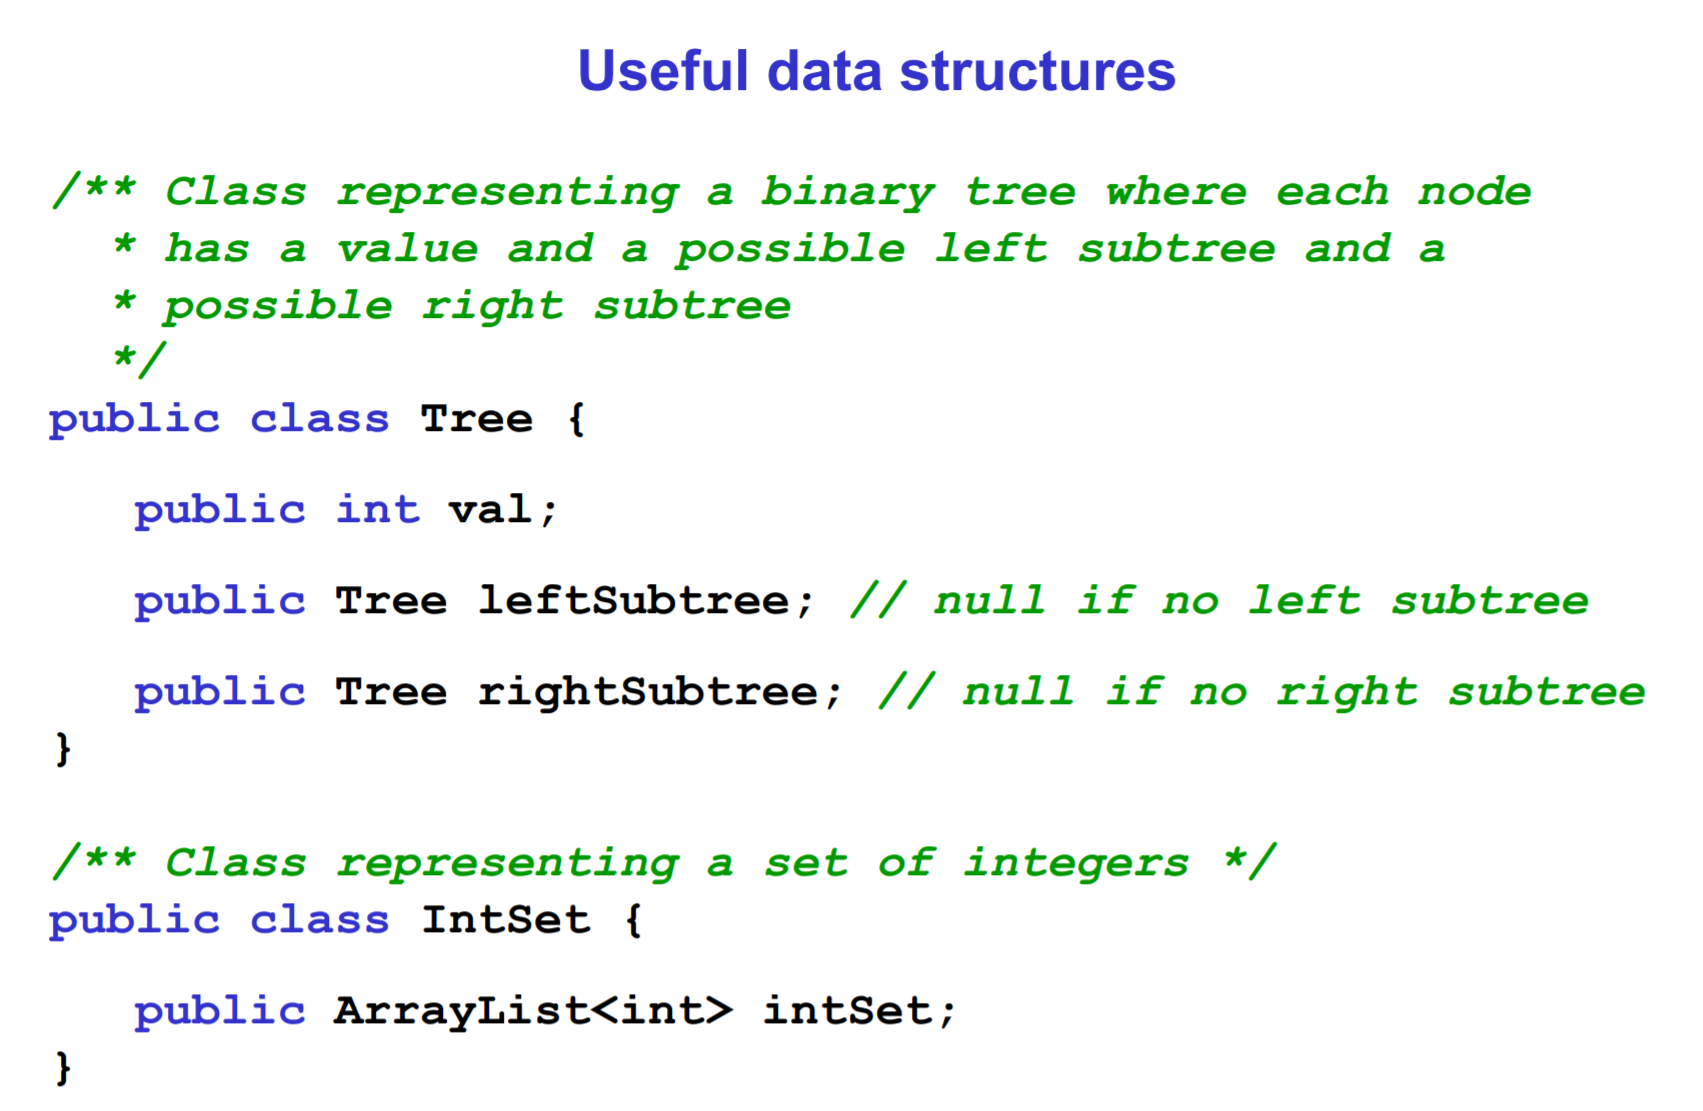 Useful data structures
/** Class representing a binary tree where each node
* has a value and a possible left subtree and a
* possible right subtree
*/
public class Tree {
public int val;
public Tree leftSubtree; // null if no left subtree
public Tree rightSubtree; // null if no right subtree
}
/** Class representing a set of integers */
public class IntSet {
public ArrayList<int> intSet;
}